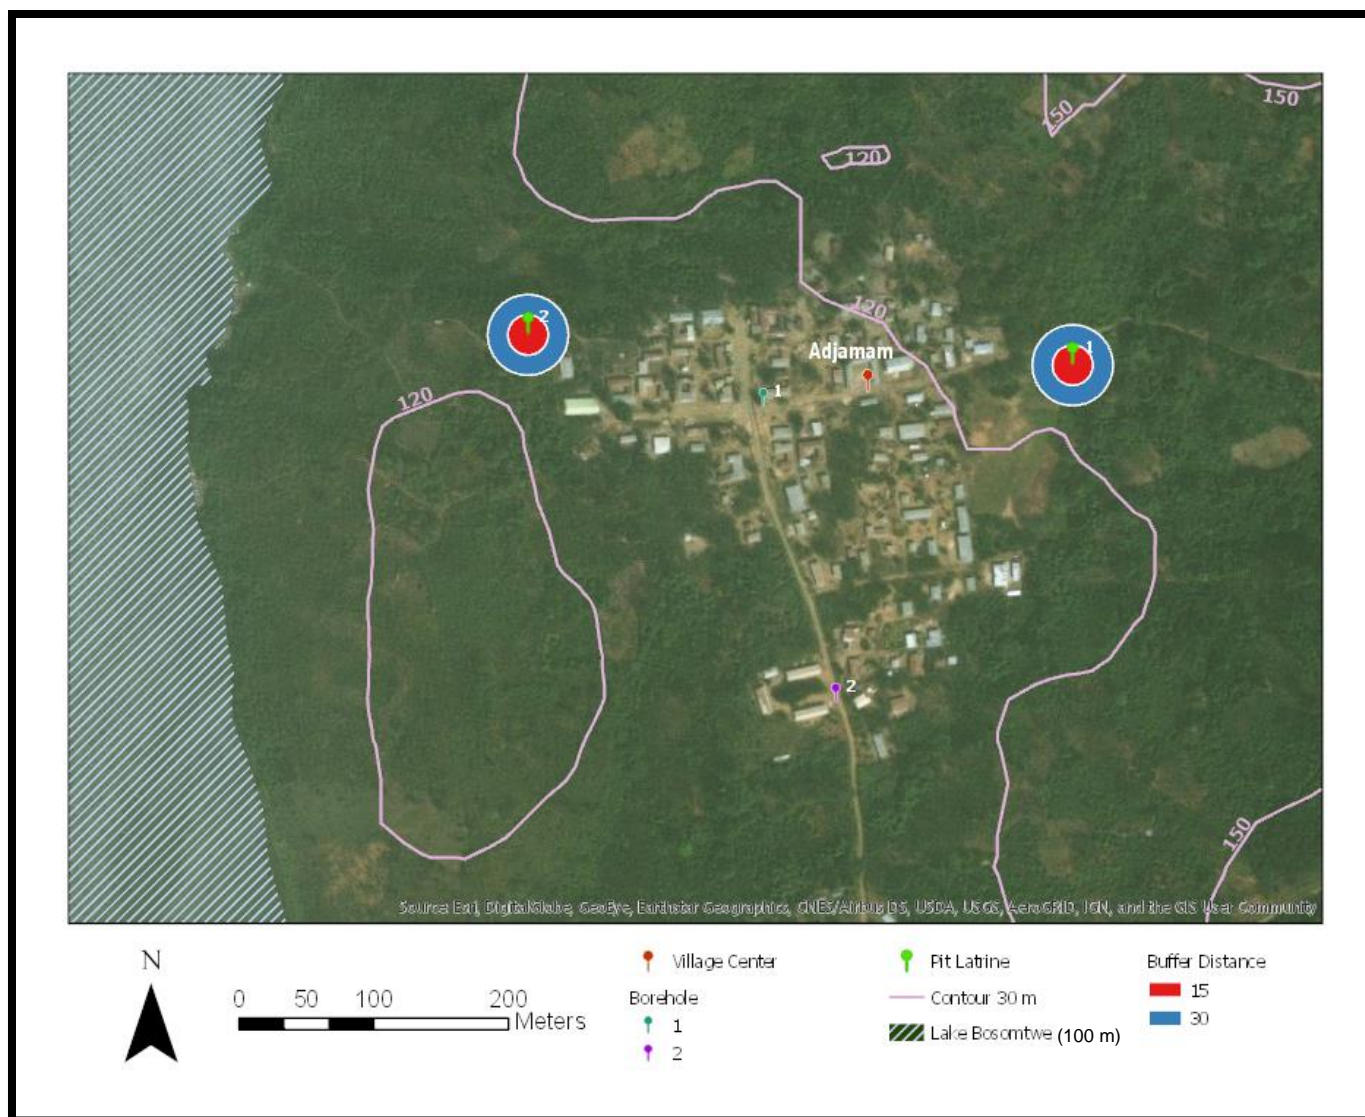 150
150
120
120
2
1
Adjamam
120
1
2
150
Source: Esri, DigitalGlobe, GeoEye, Earthstar Geographics, CNES/Airbus DS, USDA, USGS, AeroGRID, IGN, and the GIS User Community
N
0 50 100 200
Meters
Village Center
Borehole
1
2
Pit Latrine
Contour 30 m
Lake Bosomtwe (100 m)
Buffer Distance
15
30